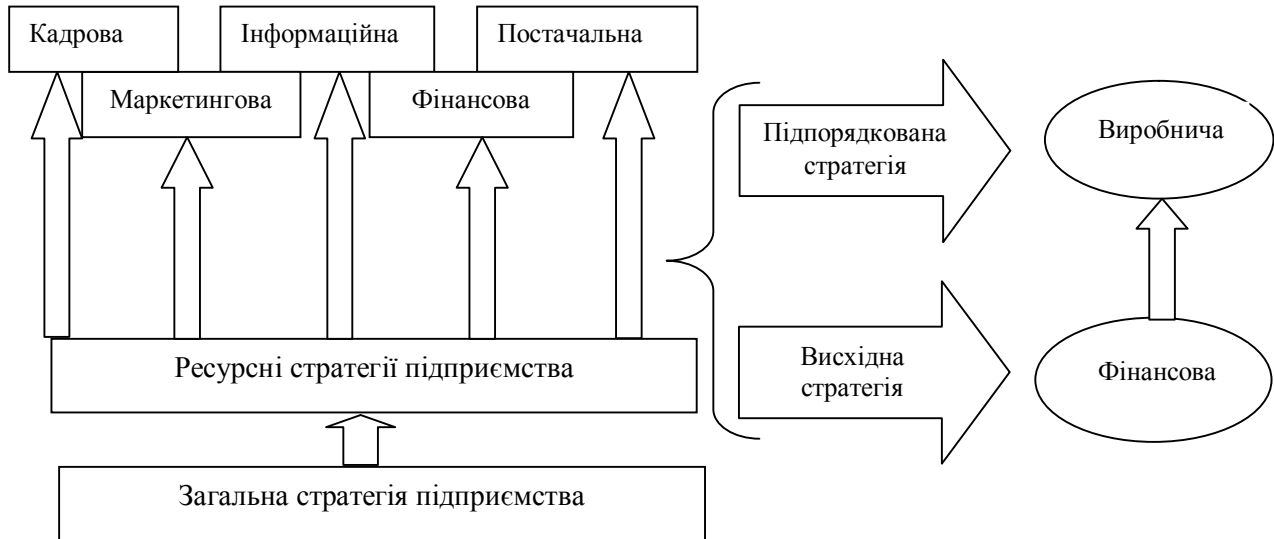 Кадрова
Інформаційна
Постачальна
Маркетингова
Фінансова
Підпорядкована
стратегія
Виробнича
Ресурсні стратегії підприємства
Висхідна
стратегія
Фінансова
Загальна стратегія підприємства